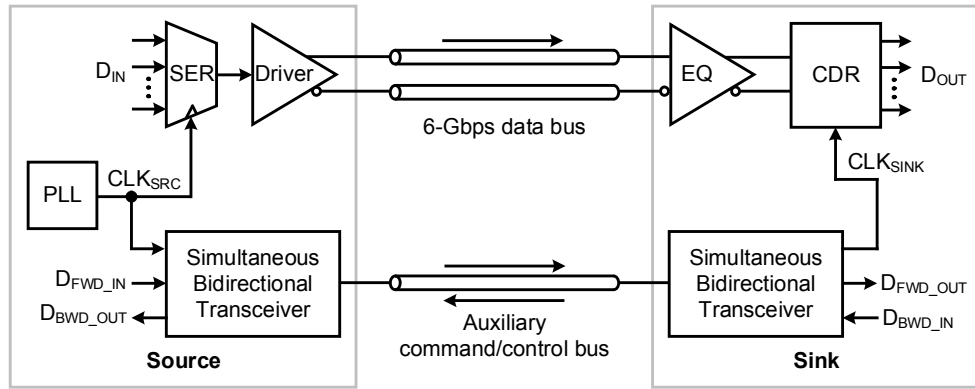 D_IN
SER
Driver
6-Gbps data bus
EQ
CDR
D_OUT
PLL
CLK_SRC
CLK_SINK
Simultaneous
Bidirectional
Transceiver
D_FWD_IN
D_BWD_OUT
Auxiliary
command/control bus
Simultaneous
Bidirectional
Transceiver
D_FWD_OUT
D_BWD_IN
Source
Sink